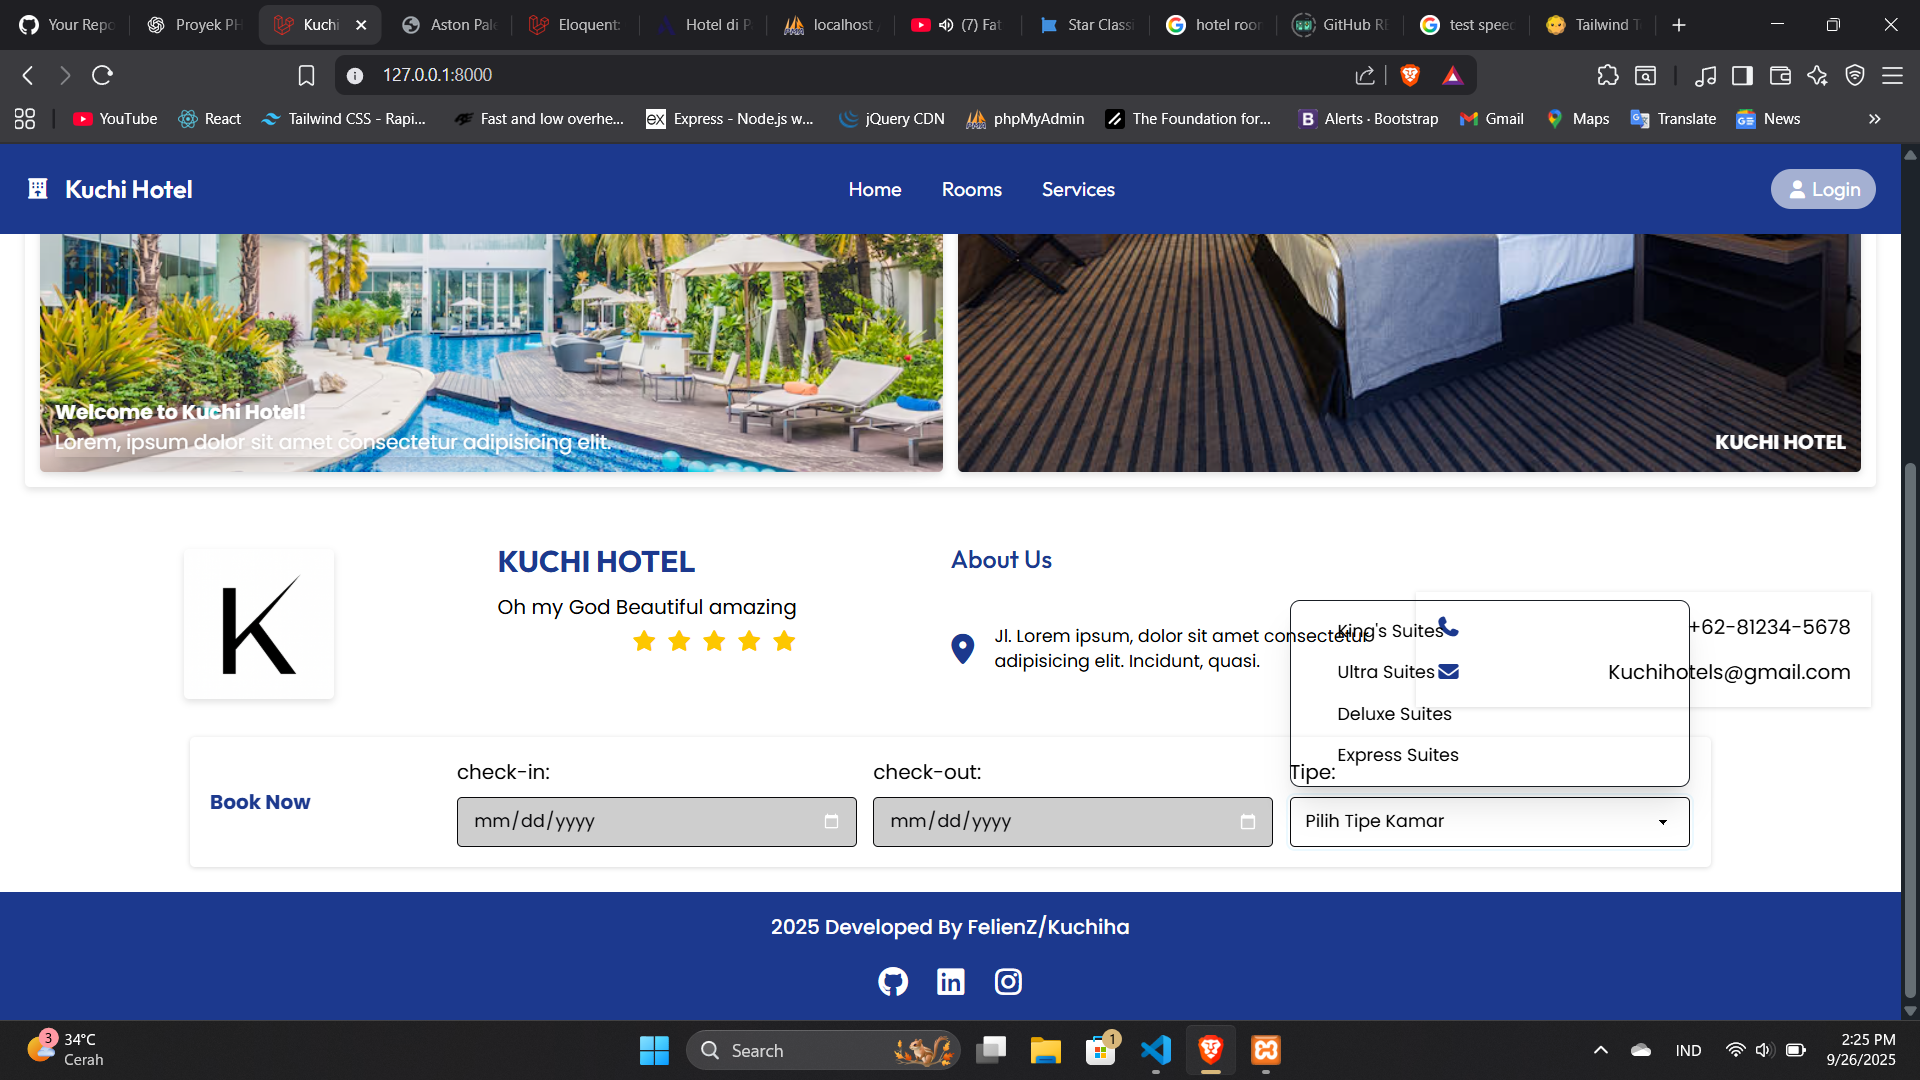 Your Repo
Proyek PH
Kuchi
Aston Pale
Eloquent:
Hotel di P
localhost
(7) Fat
Star Classi
hotel roor
GitHub RE
test speed
Tailwind T
127.0.0.1:8000
YouTube
React
Tailwind CSS - Rapi...
Fast and low overhe...
ex
Express - Node.js w...
jQuery CDN
phpMyAdmin
The Foundation for...
B
Alerts · Bootstrap
Gmail
Maps
Translate
News
Kuchi Hotel
Home
Rooms
Services
Login
Welcome to Kuchi Hotel!
Lorem, ipsum dolor sit amet consectetur adipisicing elit.
KUCHI HOTEL
K
KUCHI HOTEL
Oh my God Beautiful amazing
About Us
Jl. Lorem ipsum, dolor sit amet consectetur
adipisicing elit. Incidunt, quasi.
+62-81234-5678
Kuchihotels@gmail.com
King's Suites
Ultra Suites
Deluxe Suites
Express Suites
Book Now
check-in:
mm/dd/yyyy
check-out:
mm/dd/yyyy
Tipe:
Pilih Tipe Kamar
2025 Developed By FelienZ/Kuchiha
3
34°C
Cerah
Search
1
IND
2:25 PM
9/26/2025